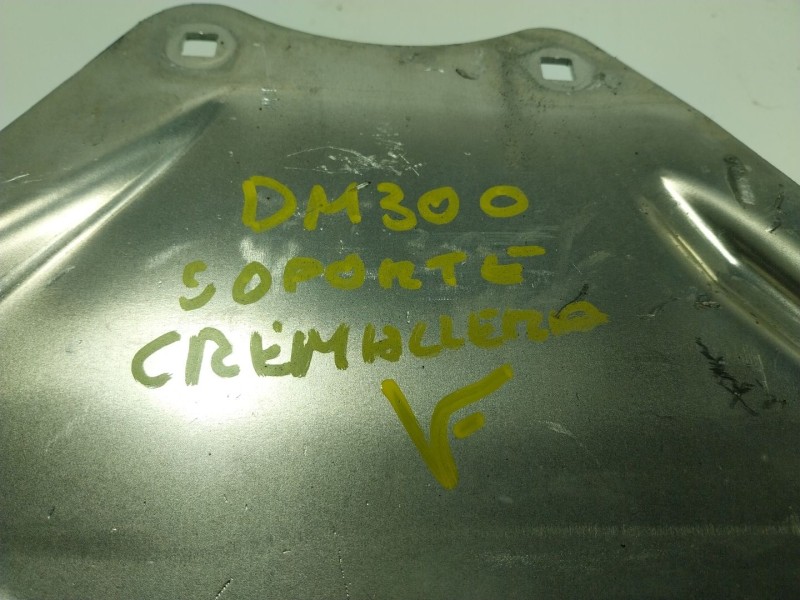 DM300
SOPORTE
CREMALLERA
V-